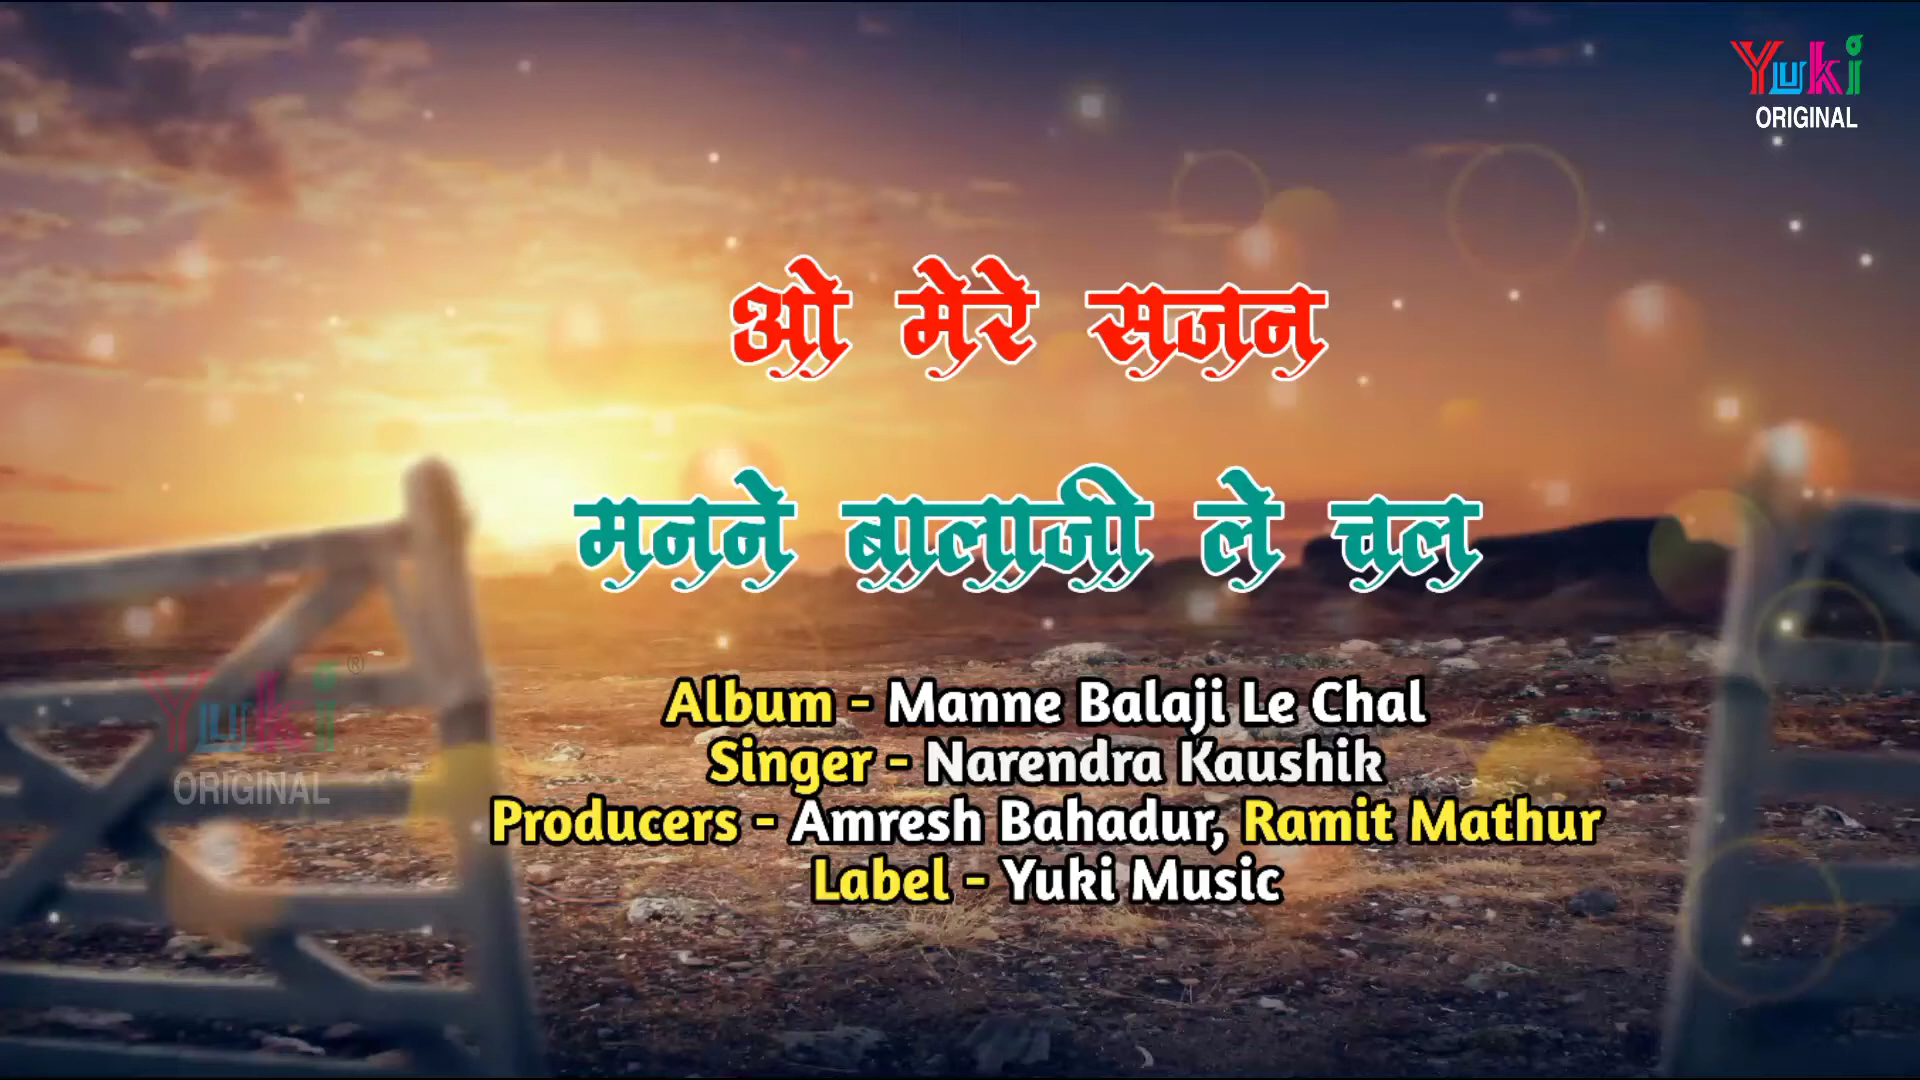 Yuki
ORIGINAL
ओ मेरे सजन
मनने बालाजी ले चल
Album - Manne Balaji Le Chal
Singer - Narendra Kaushik
Producers - Amresh Bahadur, Ramit Mathur
Label - Yuki Music
Yuki ®
ORIGINAL